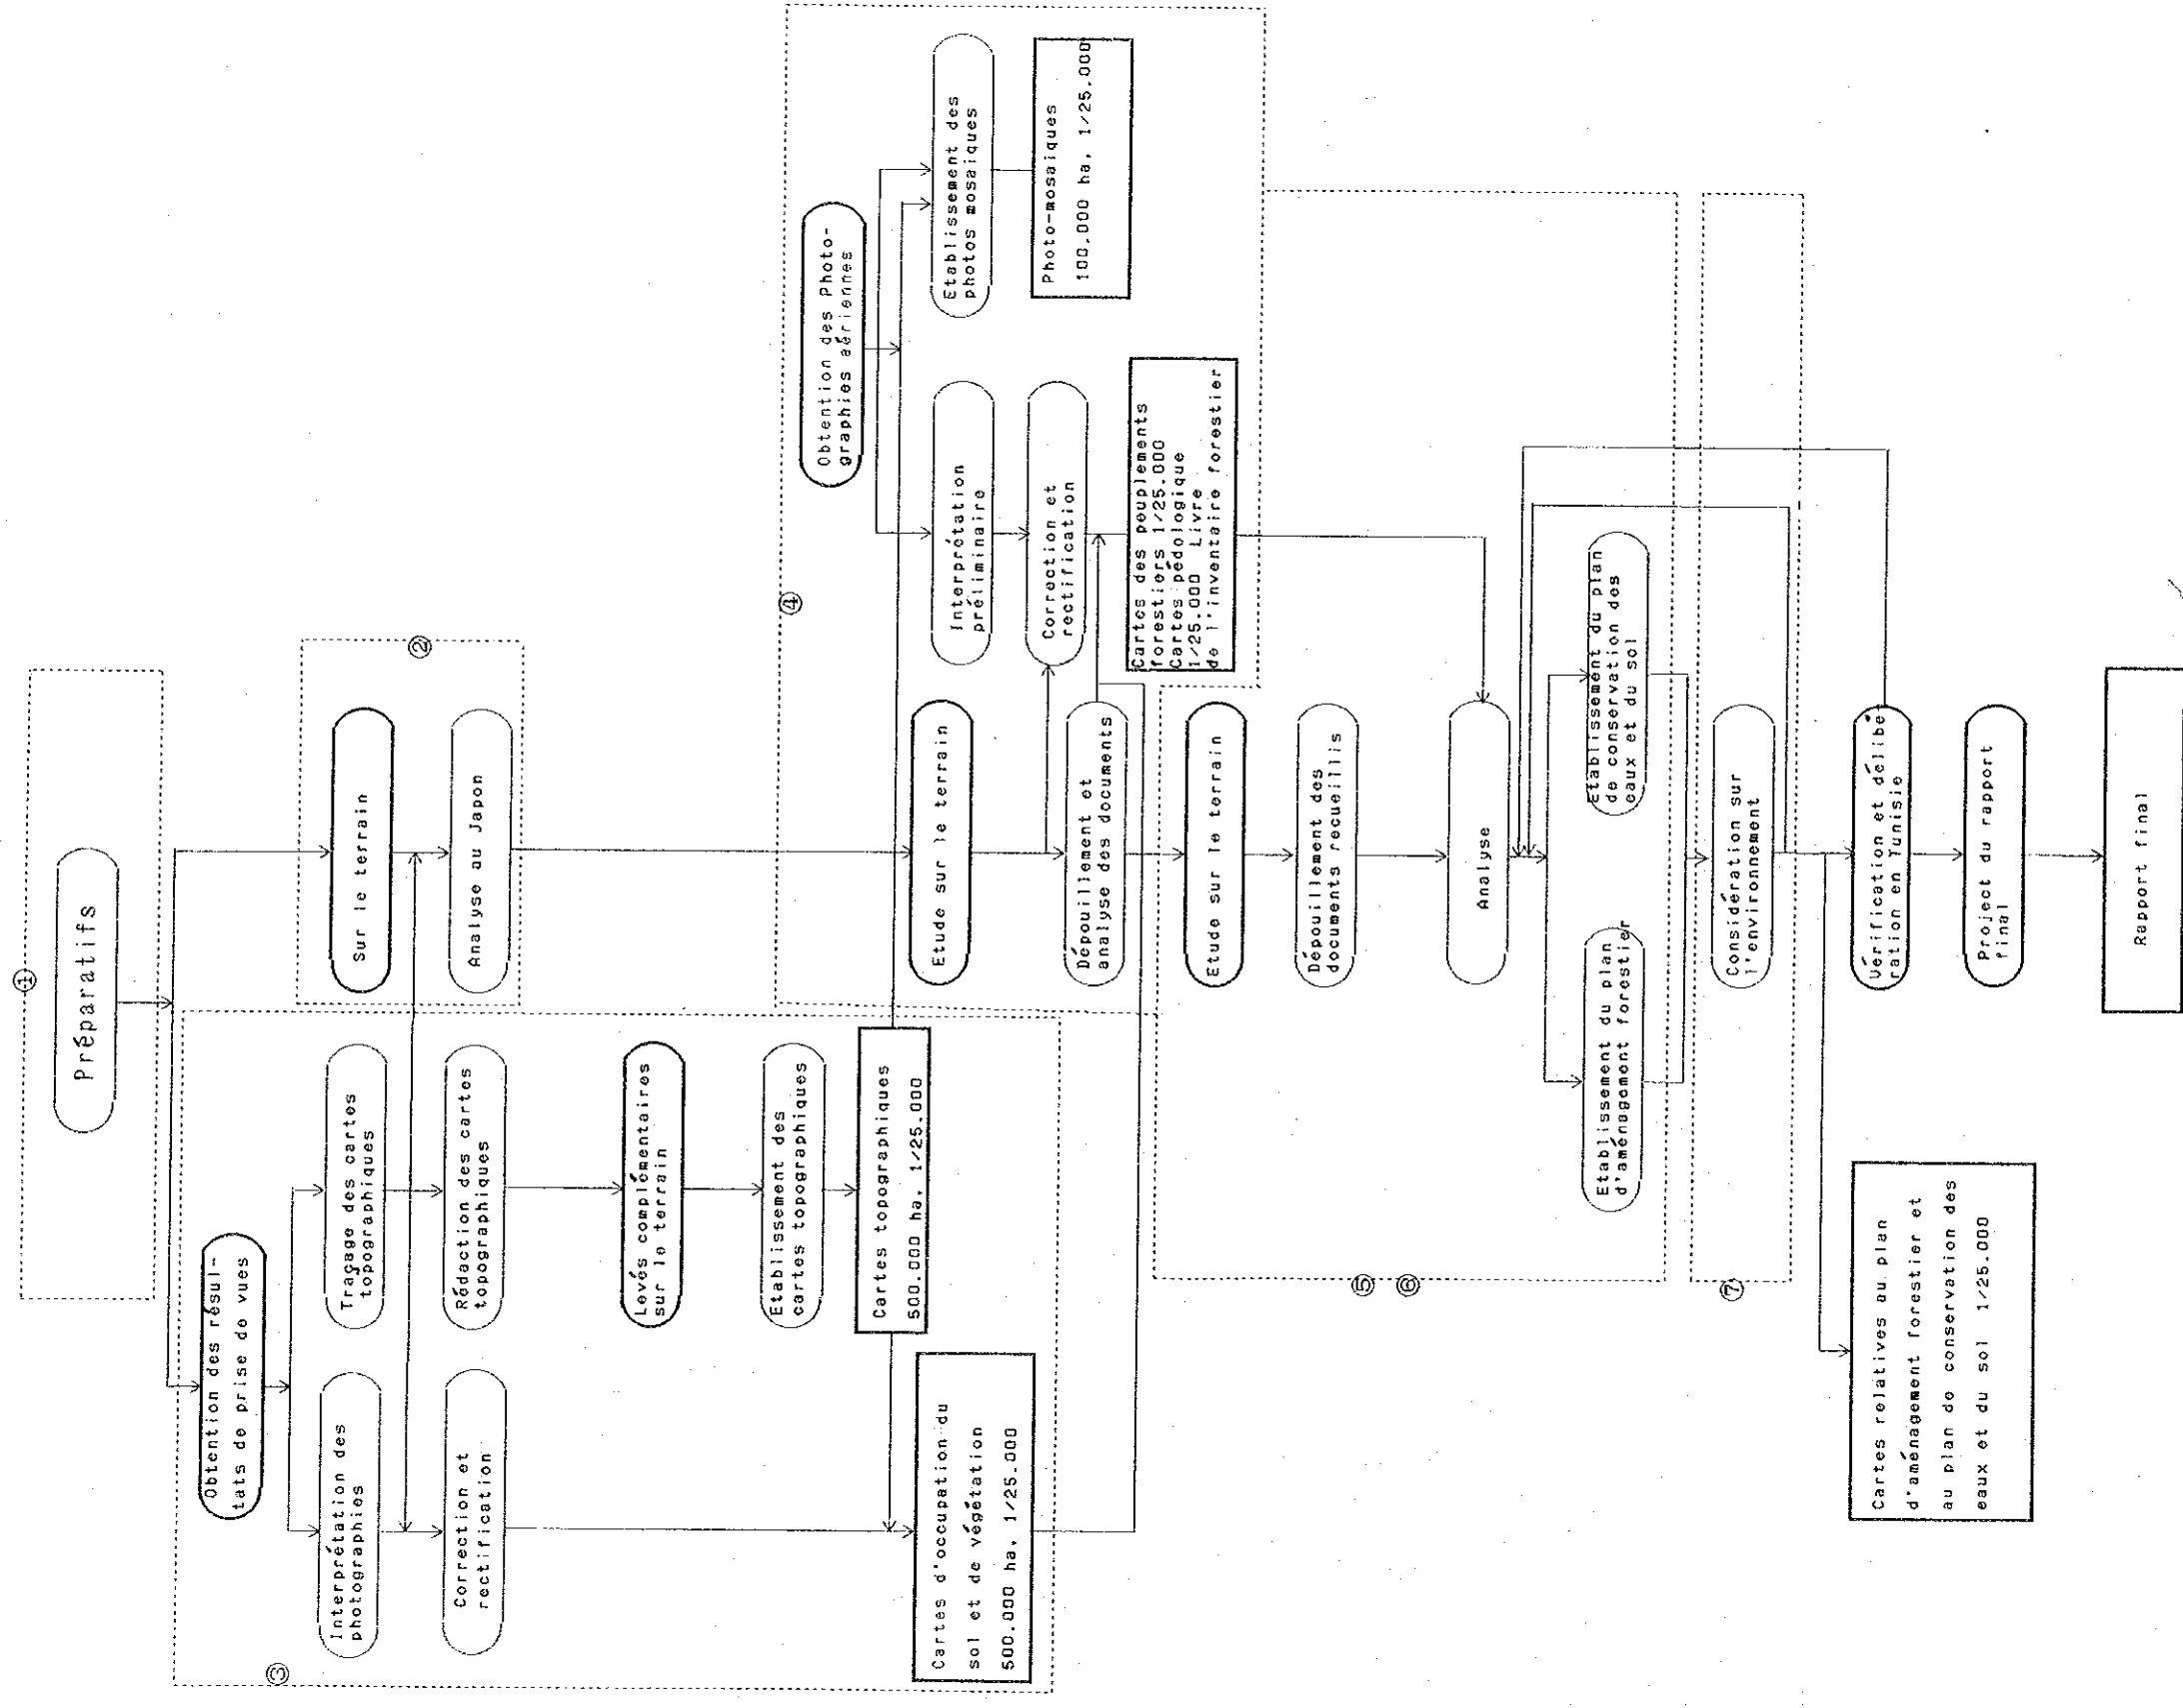 ①
Préparatifs
②
Sur le terrain
Analyse au Japon
③
Obtention des résul-
tats de prise de vues
Interprétation des
photographies
Correction et
rectification
Traçage des cartes
topographiques
Rédaction des cartes
topographiques
Levés complémentaires
sur le terrain
Etablissement des
cartes topographiques
Cartes topographiques
500.000 ha, 1/25.000
Cartes d'occupation du
sol et de végétation
500.000 ha, 1/25.000
④
Obtention des Photo-
graphies aériennes
Interprétation
préliminaire
Etablissement des
photos mosaïques
Photo-mosaiques
100.000 ha, 1/25.000
Correction et
rectification
Etude sur le terrain
Dépouillement et
analyse des documents
Cartes des peuplements
forestiers 1/25.000
Cartes pédologique
1/25.000 Livre
de l'inventaire forestier
⑤ ⑥
Etude sur le terrain
Dépouillement des
documents recueillis
Analyse
Etablissement du plan
d'aménagement forestier
Etablissement du plan
de conservation des
eaux et du sol
⑦
Considération sur
l'environnement
Cartes relatives au plan
d'aménagement forestier et
au plan de conservation des
eaux et du sol 1/25.000
Vérification et délibé
ration en Tunisie
Project du rapport
final
Rapport final